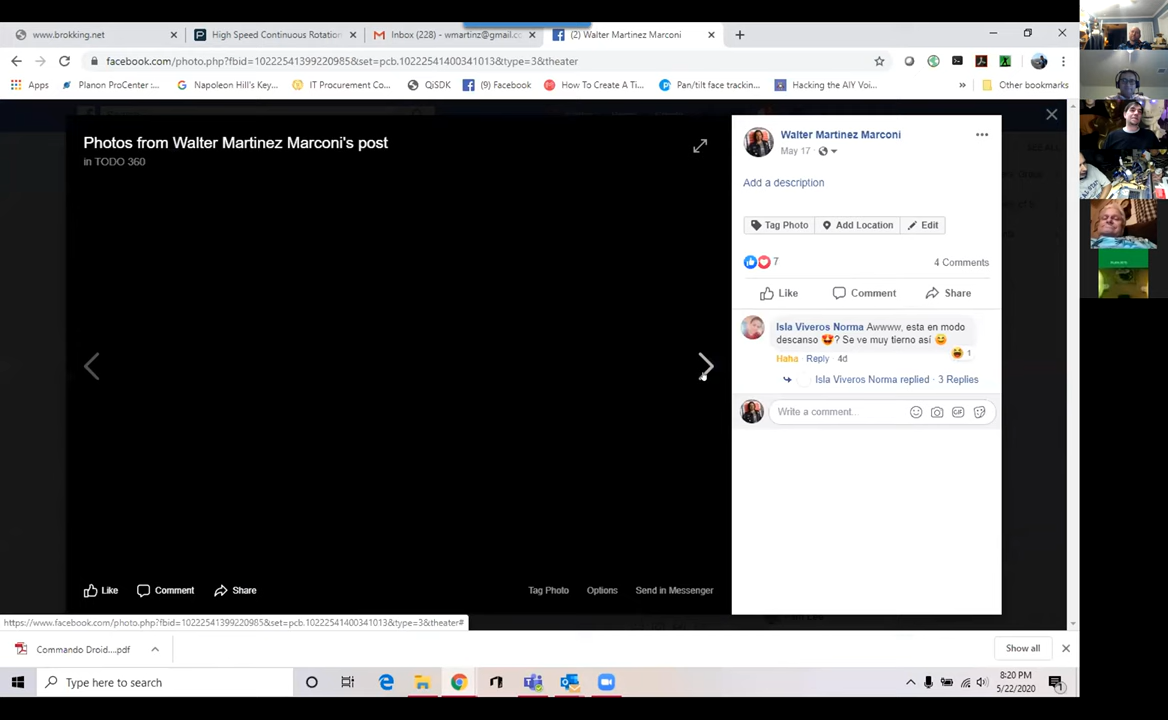 www.brokking.net
High Speed Continuous Rotation
Inbox (228) - wmartinz@gmail.cc
(2) Walter Martinez Marconi
facebook.com/photo.php?fbid=10222541399220985&set=pcb.10222541400341013&type=3&theater
Apps
Planon ProCenter :...
Napoleon Hill's Key...
IT Procurement Co...
QiSDK
(9) Facebook
How To Create A Ti...
Pan/tilt face trackin...
Hacking the AIY Voi...
»
Other bookmarks
Photos from Walter Martinez Marconi's post
in TODO 360
Walter Martinez Marconi
May 17
Add a description
Tag Photo
Add Location
Edit
7
4 Comments
Like
Comment
Share
Isla Viveros Norma Awwww, esta en modo
descanso 😍? Se ve muy tierno así 😊
1
Haha · Reply · 4d
Isla Viveros Norma replied · 3 Replies
Write a comment...
GIF
Like
Comment
Share
Tag Photo
Options
Send in Messenger
https://www.facebook.com/photo.php?fbid=10222541399220985&set=pcb.10222541400341013&type=3&theater#
Commando Droid....pdf
Show all
Type here to search
8:20 PM
5/22/2020
1